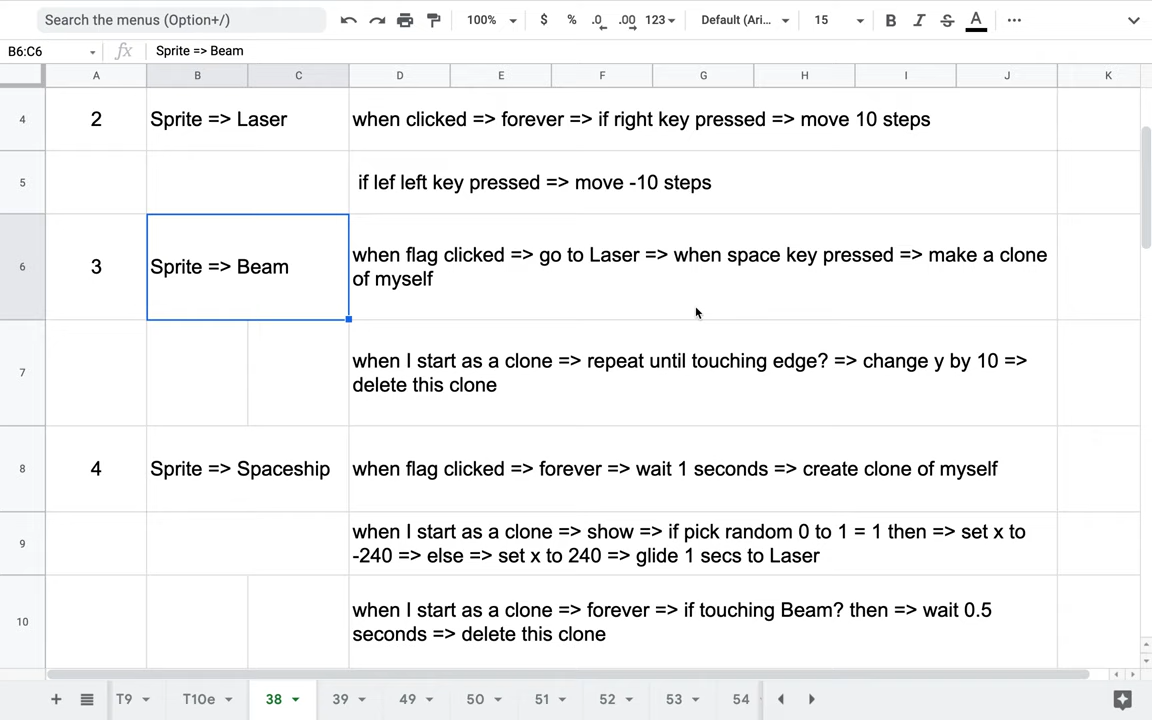 Search the menus (Option+/)
100%
$ % .0 .00 123
Default (Ari...
15
B I S A
B6:C6
fx
Sprite => Beam
A B C D E F G H I J K
4
2
Sprite => Laser
when clicked => forever => if right key pressed => move 10 steps
5
if lef left key pressed => move -10 steps
6
3
Sprite => Beam
when flag clicked => go to Laser => when space key pressed => make a clone
of myself
7
when I start as a clone => repeat until touching edge? => change y by 10 =>
delete this clone
8
4
Sprite => Spaceship
when flag clicked => forever => wait 1 seconds => create clone of myself
9
when I start as a clone => show => if pick random 0 to 1 = 1 then => set x to
-240 => else => set x to 240 => glide 1 secs to Laser
10
when I start as a clone => forever => if touching Beam? then => wait 0.5
seconds => delete this clone
T9 T10e 38 39 49 50 51 52 53 54